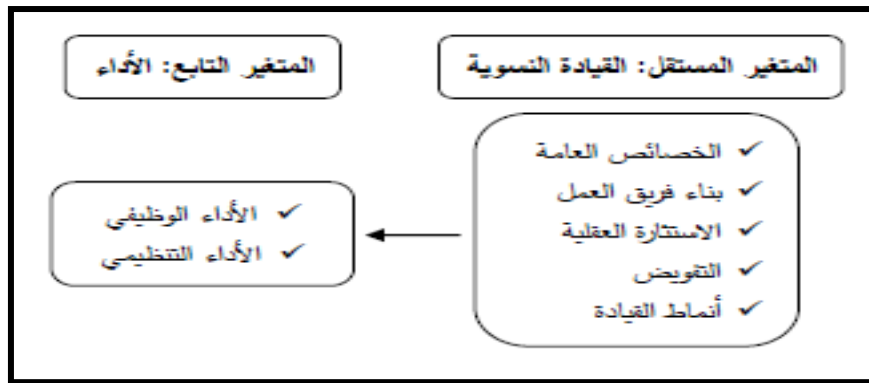 المتغير المستقل: القيادة النسوية
المتغير التابع: الأداء
✓ الخصائص العامة
✓ بناء فريق العمل
✓ الاستثارة العقلية
✓ التفويض
✓ أنماط القيادة
✓ الأداء الوظيفي
✓ الأداء التنظيمي